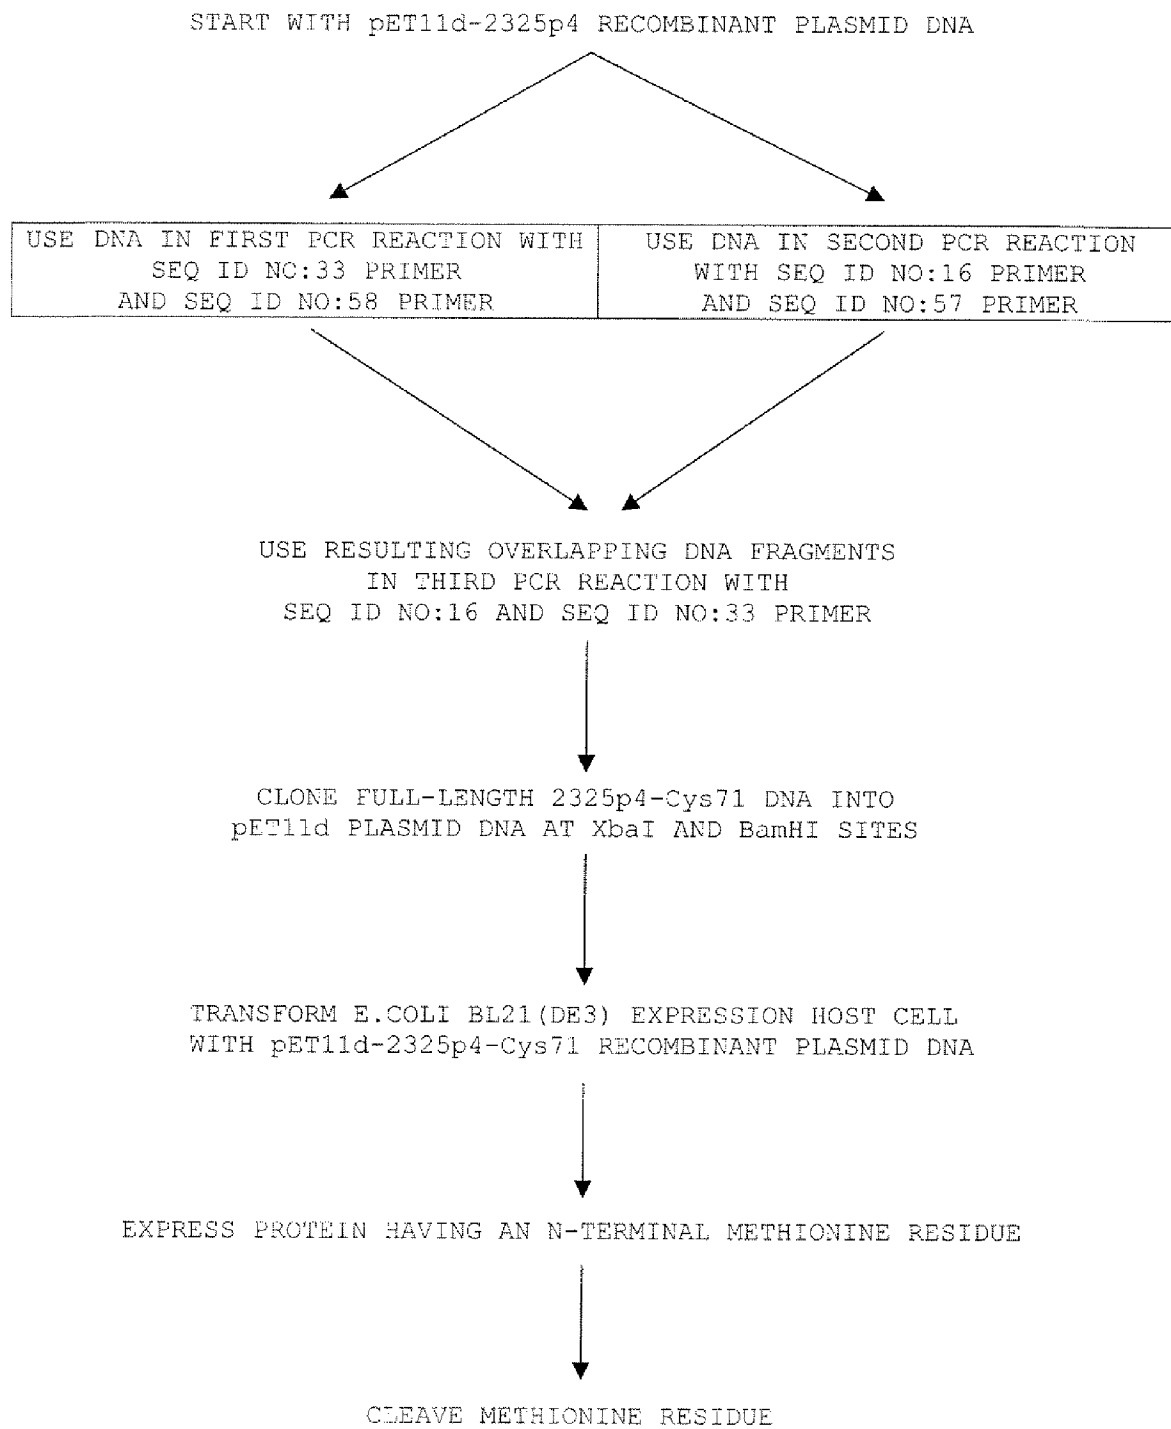 START WITH pET11d-2325p4 RECOMBINANT PLASMID DNA
USE DNA IN FIRST PCR REACTION WITH
SEQ ID NO:33 PRIMER
AND SEQ ID NO:58 PRIMER
USE DNA IN SECOND PCR REACTION
WITH SEQ ID NO:16 PRIMER
AND SEQ ID NO:57 PRIMER
USE RESULTING OVERLAPPING DNA FRAGMENTS
IN THIRD PCR REACTION WITH
SEQ ID NO:16 AND SEQ ID NO:33 PRIMER
CLONE FULL-LENGTH 2325p4-Cys71 DNA INTO
pET11d PLASMID DNA AT XbaI AND BamHI SITES
TRANSFORM E.COLI BL21(DE3) EXPRESSION HOST CELL
WITH pET11d-2325p4-Cys71 RECOMBINANT PLASMID DNA
EXPRESS PROTEIN HAVING AN N-TERMINAL METHIONINE RESIDUE
CLEAVE METHIONINE RESIDUE